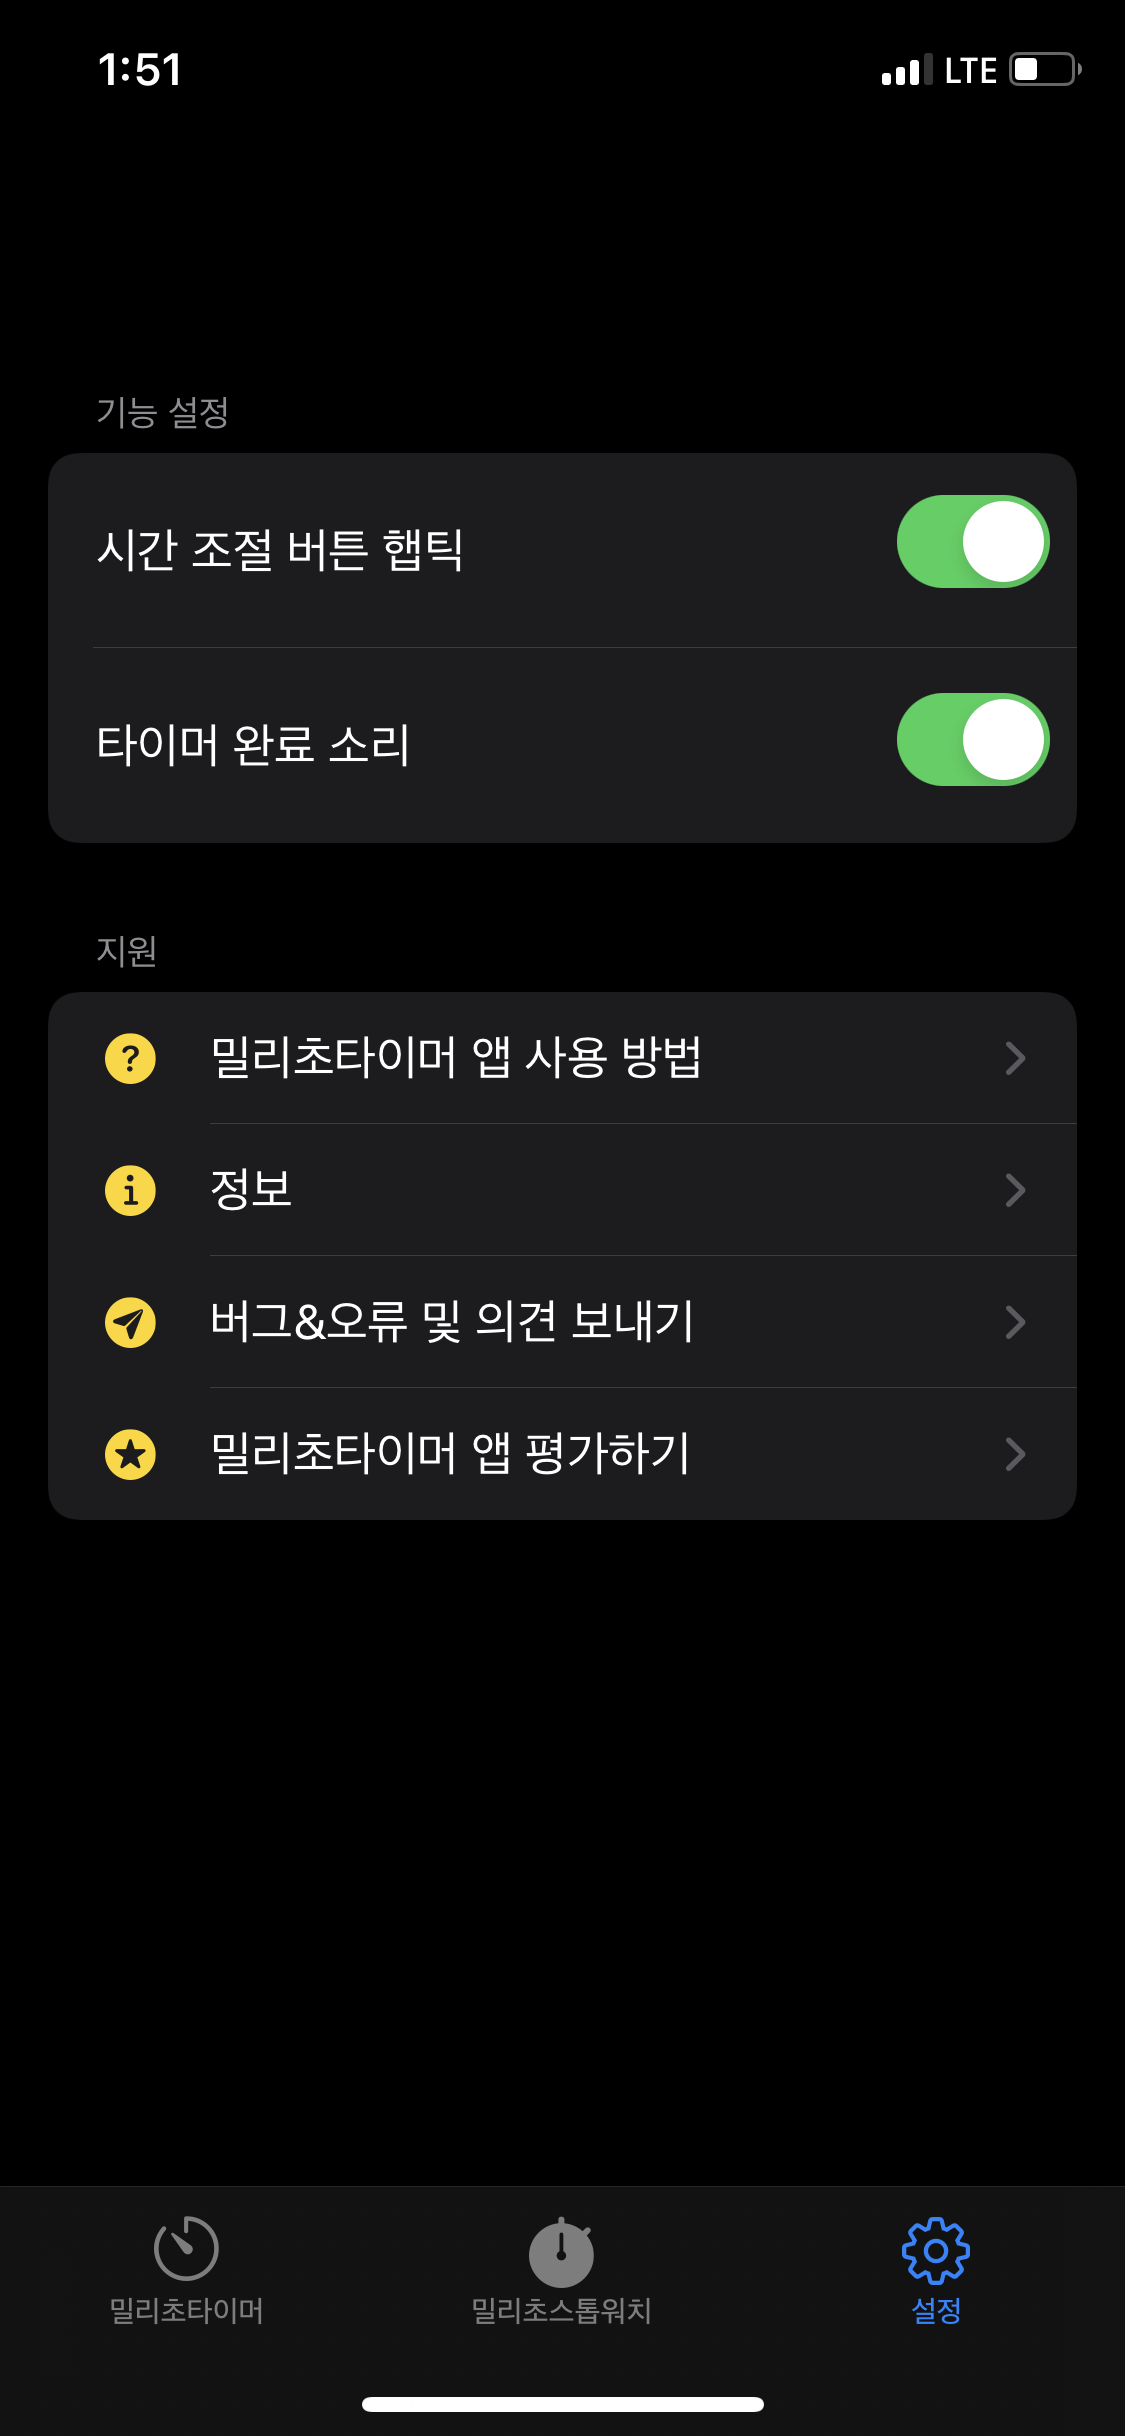 1:51 LTE
기능 설정
시간 조절 버튼 햅틱
타이머 완료 소리
지원
밀리초타이머 앱 사용 방법
정보
버그&오류 및 의견 보내기
밀리초타이머 앱 평가하기
밀리초타이머 밀리초스톱워치 설정